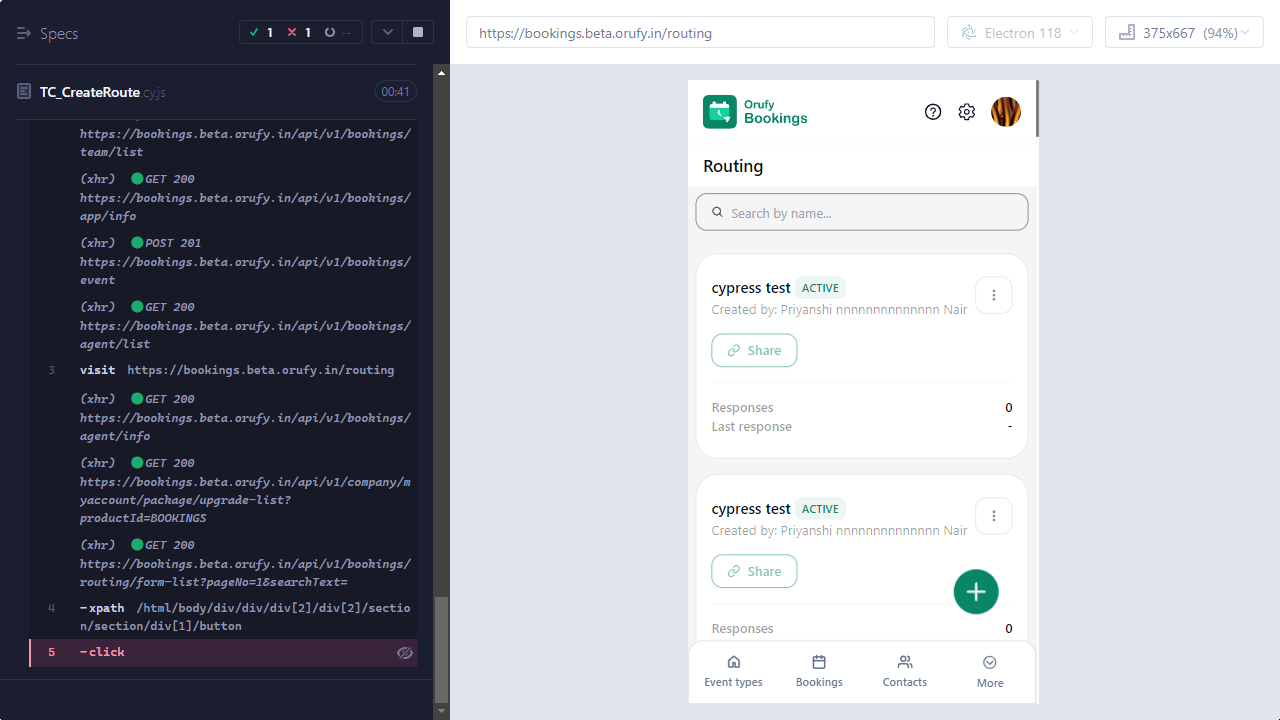 Specs
1
1
--
TC_CreateRoute.cy.js
00:41
https://bookings.beta.orufy.in/api/v1/bookings/
team/list
(xhr) GET 200
https://bookings.beta.orufy.in/api/v1/bookings/
app/info
(xhr) POST 201
https://bookings.beta.orufy.in/api/v1/bookings/
event
(xhr) GET 200
https://bookings.beta.orufy.in/api/v1/bookings/
agent/list
3 visit https://bookings.beta.orufy.in/routing
(xhr) GET 200
https://bookings.beta.orufy.in/api/v1/bookings/
agent/info
(xhr) GET 200
https://bookings.beta.orufy.in/api/v1/company/m
yaccount/package/upgrade-list?
productId=BOOKINGS
(xhr) GET 200
https://bookings.beta.orufy.in/api/v1/bookings/
routing/form-list?pageNo=1&searchText=
4 -xpath /html/body/div/div/div[2]/div[2]/sectio
n/section/div[1]/button
5 -click
https://bookings.beta.orufy.in/routing
Electron 118
375x667 (94%)
Orufy
Bookings
Routing
Search by name...
cypress test ACTIVE
Created by: Priyanshi nnnnnnnnnnnnn Nair
Share
Responses 0
Last response -
cypress test ACTIVE
Created by: Priyanshi nnnnnnnnnnnnn Nair
Share
Responses 0
Event types
Bookings
Contacts
More